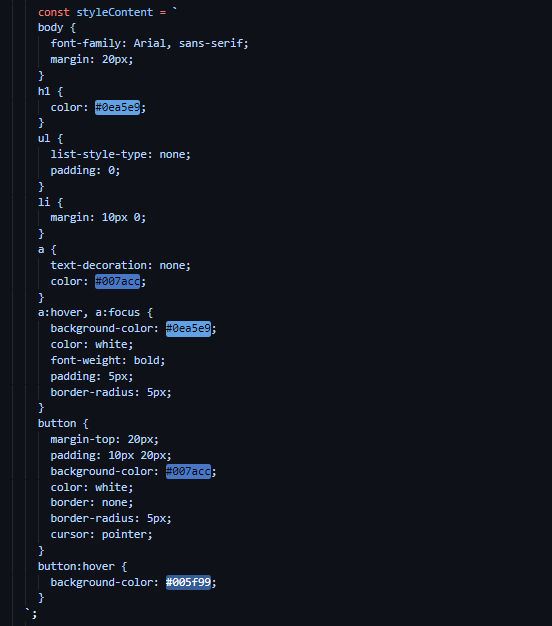 const styleContent = `
body {
font-family: Arial, sans-serif;
margin: 20px;
}
h1 {
color: #0ea5e9;
}
ul {
list-style-type: none;
padding: 0;
}
li {
margin: 10px 0;
}
a {
text-decoration: none;
color: #007acc;
}
a:hover, a:focus {
background-color: #0ea5e9;
color: white;
font-weight: bold;
padding: 5px;
border-radius: 5px;
}
button {
margin-top: 20px;
padding: 10px 20px;
background-color: #007acc;
color: white;
border: none;
border-radius: 5px;
cursor: pointer;
}
button:hover {
background-color: #005f99;
}
`;